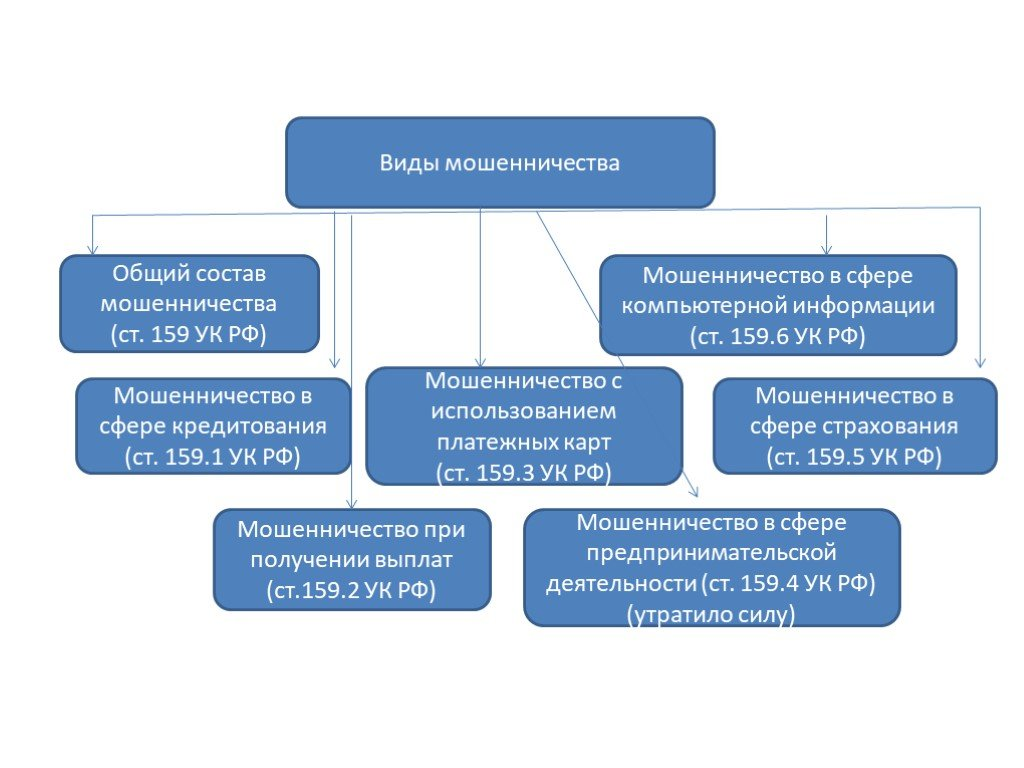 Виды мошенничества
Общий состав
мошенничества
(ст. 159 УК РФ)
Мошенничество в сфере
компьютерной информации
(ст. 159.6 УК РФ)
Мошенничество в
сфере кредитования
(ст. 159.1 УК РФ)
Мошенничество с
использованием
платежных карт
(ст. 159.3 УК РФ)
Мошенничество в
сфере страхования
(ст. 159.5 УК РФ)
Мошенничество при
получении выплат
(ст.159.2 УК РФ)
Мошенничество в сфере
предпринимательской
деятельности (ст. 159.4 УК РФ)
(утратило силу)